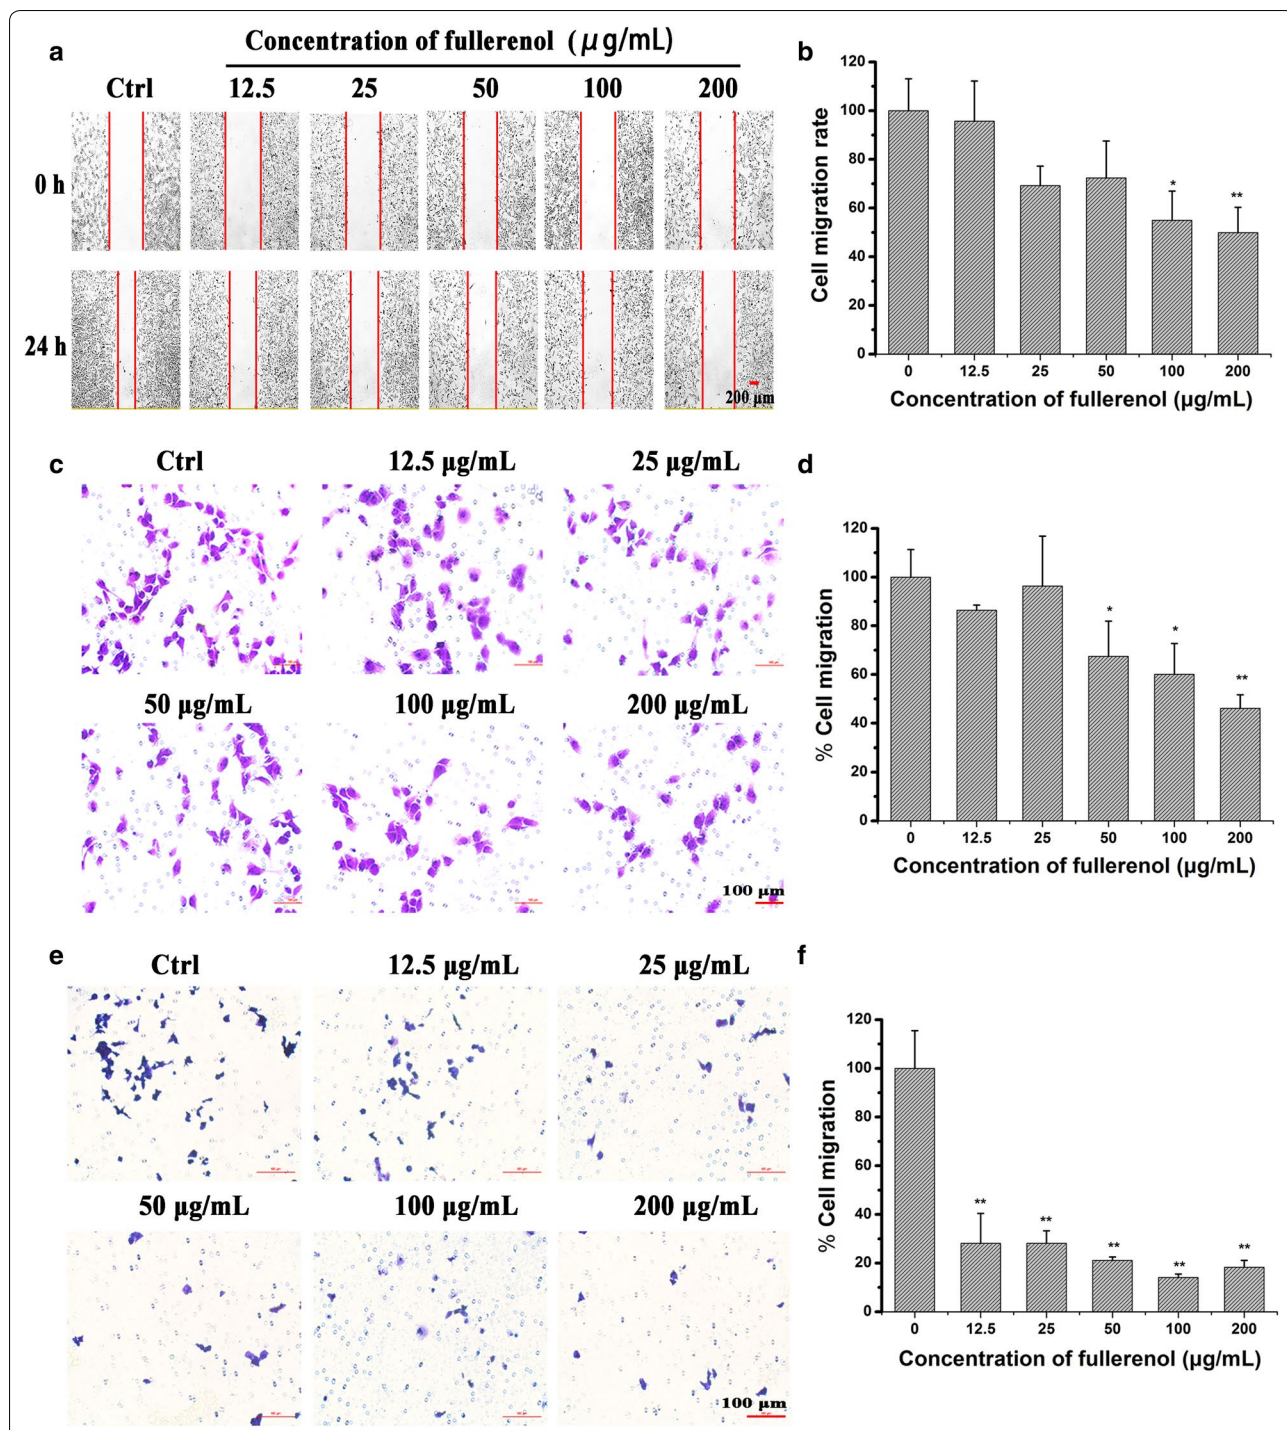 a
Concentration of fullerenol (μg/mL)
Ctrl 12.5 25 50 100 200
0 h
24 h
200 μm
b
120
100
80
60
40
20
0
Cell migration rate
* **
0 12.5 25 50 100 200
Concentration of fullerenol (μg/mL)
c
Ctrl 12.5 μg/mL 25 μg/mL
50 μg/mL 100 μg/mL 200 μg/mL
100 μm
d
120
100
80
60
40
20
0
% Cell migration
* * **
0 12.5 25 50 100 200
Concentration of fullerenol (μg/mL)
e
Ctrl 12.5 μg/mL 25 μg/mL
50 μg/mL 100 μg/mL 200 μg/mL
100 μm
f
120
100
80
60
40
20
0
% Cell migration
** ** ** ** **
0 12.5 25 50 100 200
Concentration of fullerenol (μg/mL)